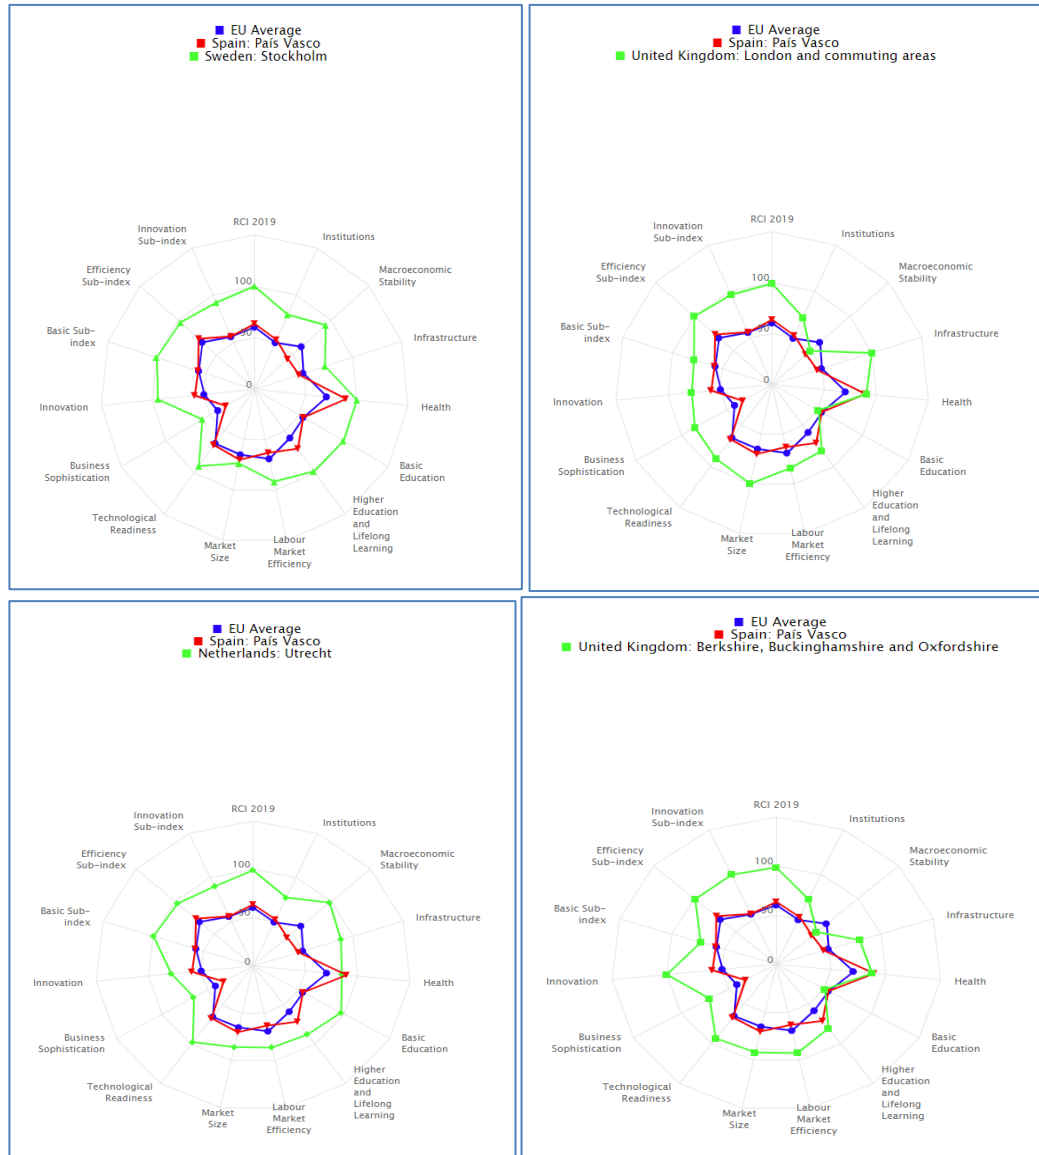 EU Average
Spain: País Vasco
Sweden: Stockholm
RCI 2019
Innovation
Sub-index
Institutions
Efficiency
Sub-index
Macroeconomic
Stability
100
Basic Sub-
index
Infrastructure
50
0
Innovation
Health
Business
Sophistication
Basic
Education
Technological
Readiness
Higher
Education
and
Lifelong
Learning
Market
Size
Labour
Market
Efficiency
EU Average
Spain: País Vasco
United Kingdom: London and commuting areas
RCI 2019
Innovation
Sub-index
Institutions
Efficiency
Sub-index
Macroeconomic
Stability
100
Basic Sub-
index
Infrastructure
50
0
Innovation
Health
Business
Sophistication
Basic
Education
Technological
Readiness
Higher
Education
and
Lifelong
Learning
Market
Size
Labour
Market
Efficiency
EU Average
Spain: País Vasco
Netherlands: Utrecht
RCI 2019
Innovation
Sub-index
Institutions
Efficiency
Sub-index
Macroeconomic
Stability
100
Basic Sub-
index
Infrastructure
50
0
Innovation
Health
Business
Sophistication
Basic
Education
Technological
Readiness
Higher
Education
and
Lifelong
Learning
Market
Size
Labour
Market
Efficiency
EU Average
Spain: País Vasco
United Kingdom: Berkshire, Buckinghamshire and Oxfordshire
RCI 2019
Innovation
Sub-index
Institutions
Efficiency
Sub-index
Macroeconomic
Stability
100
Basic Sub-
index
Infrastructure
50
0
Innovation
Health
Business
Sophistication
Basic
Education
Technological
Readiness
Higher
Education
and
Lifelong
Learning
Market
Size
Labour
Market
Efficiency